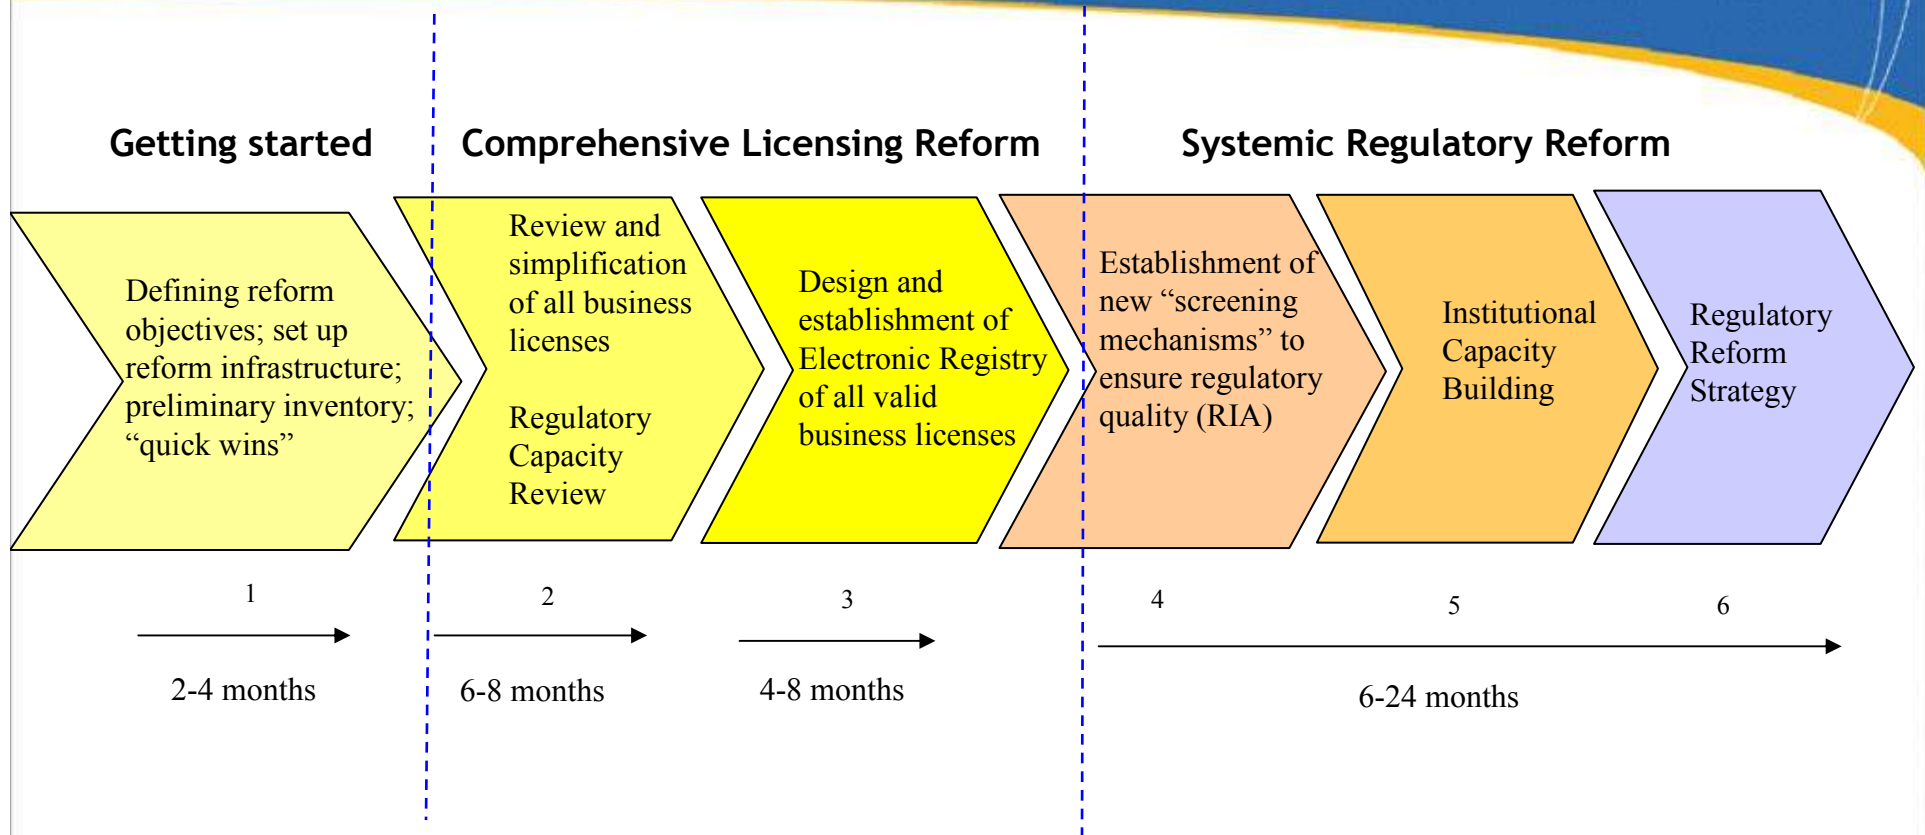 Getting started
Comprehensive Licensing Reform
Systemic Regulatory Reform
Defining reform
objectives; set up
reform infrastructure;
preliminary inventory;
“quick wins”
Review and
simplification
of all business
licenses
Regulatory
Capacity
Review
Design and
establishment of
Electronic Registry
of all valid
business licenses
Establishment of
new “screening
mechanisms” to
ensure regulatory
quality (RIA)
Institutional
Capacity
Building
Regulatory
Reform
Strategy
1
2
3
4
5
6
2-4 months
6-8 months
4-8 months
6-24 months